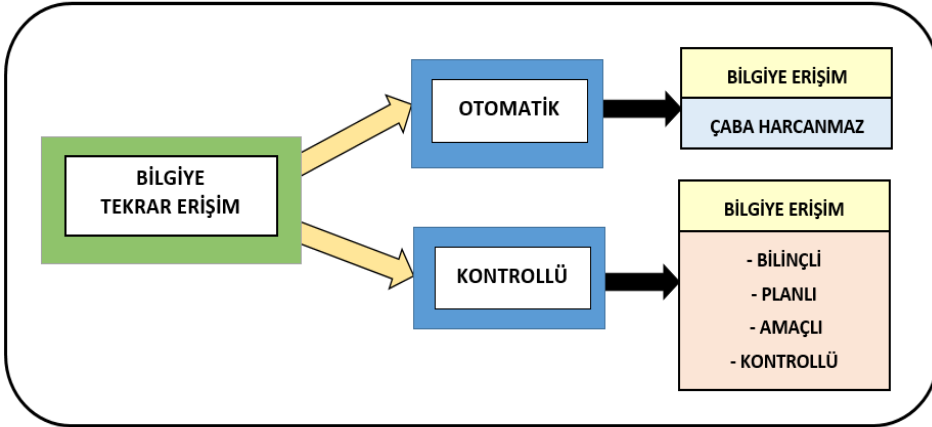 BİLGİYE
TEKRAR ERİŞİM
OTOMATİK
BİLGİYE ERİŞİM
ÇABA HARCANMAZ
KONTROLLÜ
BİLGİYE ERİŞİM
- BİLİNÇLİ
- PLANLI
- AMAÇLI
- KONTROLLÜ